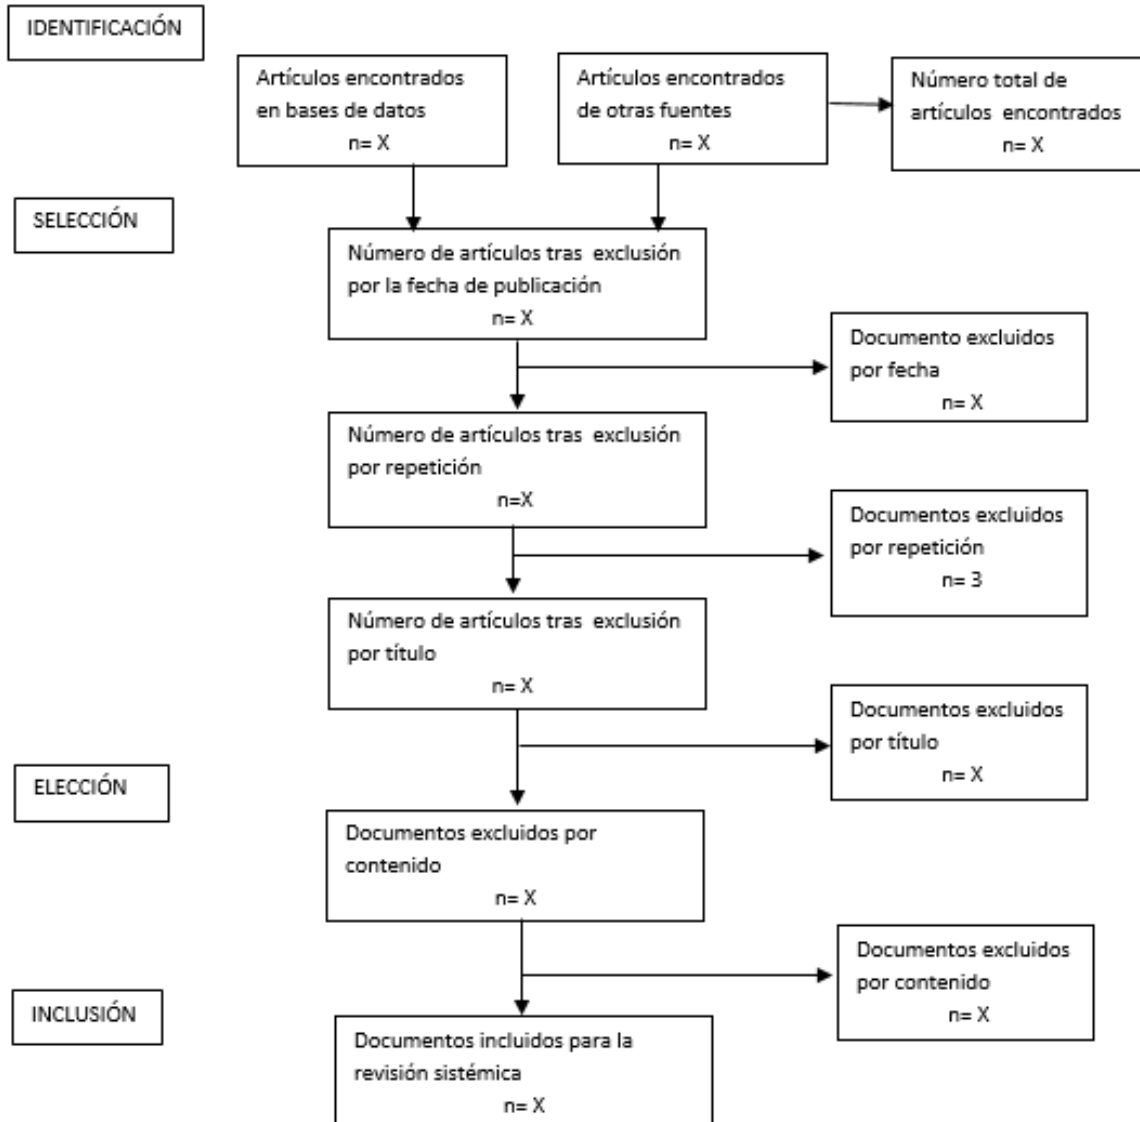 IDENTIFICACIÓN
Artículos encontrados
en bases de datos
n= X
Artículos encontrados
de otras fuentes
n= X
Número total de
artículos encontrados
n= X
SELECCIÓN
Número de artículos tras exclusión
por la fecha de publicación
n= X
Documento excluidos
por fecha
n= X
Número de artículos tras exclusión
por repetición
n=X
Documentos excluidos
por repetición
n= 3
Número de artículos tras exclusión
por título
n= X
Documentos excluidos
por título
n= X
ELECCIÓN
Documentos excluidos por
contenido
n= X
Documentos excluidos
por contenido
n= X
INCLUSIÓN
Documentos incluidos para la
revisión sistémica
n= X